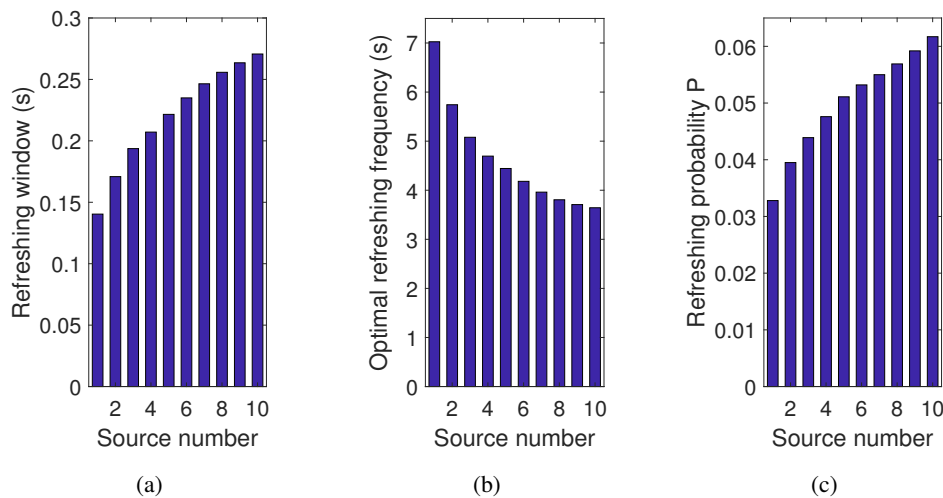 Refreshing window (s)
0.3
0.25
0.2
0.15
0.1
0.05
0
2 4 6 8 10
Source number
(a)
Optimal refreshing frequency (s)
7
6
5
4
3
2
1
0
2 4 6 8 10
Source number
(b)
Refreshing probability P
0.06
0.05
0.04
0.03
0.02
0.01
0
2 4 6 8 10
Source number
(c)